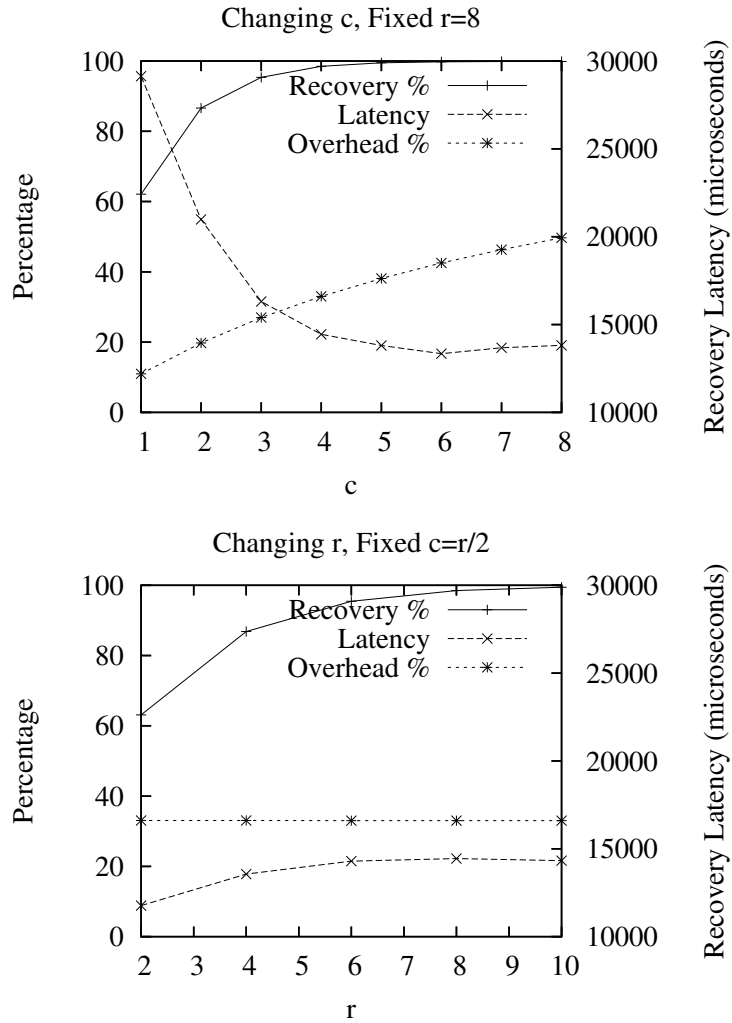 Changing c, Fixed r=8
Percentage
Recovery Latency (microseconds)
100
80
60
40
20
0
30000
25000
20000
15000
10000
Recovery %
Latency
Overhead %
1 2 3 4 5 6 7 8
c
Changing r, Fixed c=r/2
Percentage
Recovery Latency (microseconds)
100
80
60
40
20
0
30000
25000
20000
15000
10000
Recovery %
Latency
Overhead %
2 3 4 5 6 7 8 9 10
r